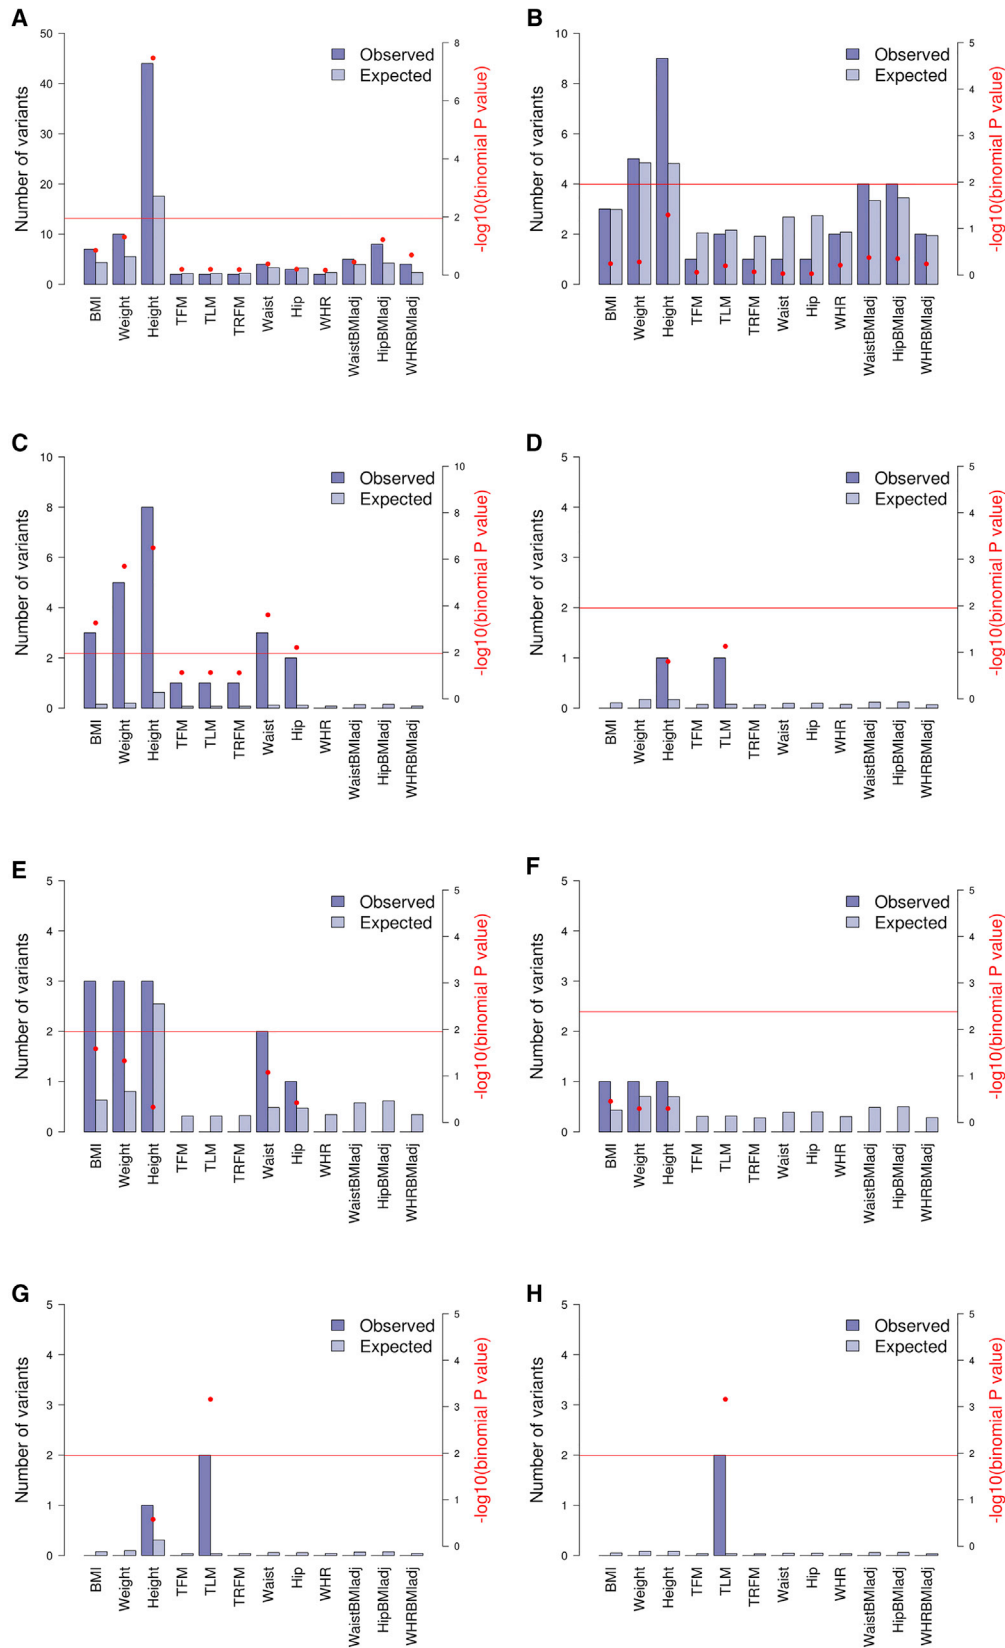 A
Number of variants
50
40
30
20
10
0
8
6
4
2
0
-log10(binomial P value)
Observed
Expected
BMI
Weight
Height
TFM
TLM
TRFM
Waist
Hip
WHR
WaistBMIadj
HipBMIadj
WHRBMIadj
B
Number of variants
10
8
6
4
2
0
5
4
3
2
1
0
-log10(binomial P value)
Observed
Expected
BMI
Weight
Height
TFM
TLM
TRFM
Waist
Hip
WHR
WaistBMIadj
HipBMIadj
WHRBMIadj
C
Number of variants
10
8
6
4
2
0
10
8
6
4
2
0
-log10(binomial P value)
Observed
Expected
BMI
Weight
Height
TFM
TLM
TRFM
Waist
Hip
WHR
WaistBMIadj
HipBMIadj
WHRBMIadj
D
Number of variants
5
4
3
2
1
0
5
4
3
2
1
0
-log10(binomial P value)
Observed
Expected
BMI
Weight
Height
TFM
TLM
TRFM
Waist
Hip
WHR
WaistBMIadj
HipBMIadj
WHRBMIadj
E
Number of variants
5
4
3
2
1
0
5
4
3
2
1
0
-log10(binomial P value)
Observed
Expected
BMI
Weight
Height
TFM
TLM
TRFM
Waist
Hip
WHR
WaistBMIadj
HipBMIadj
WHRBMIadj
F
Number of variants
5
4
3
2
1
0
5
4
3
2
1
0
-log10(binomial P value)
Observed
Expected
BMI
Weight
Height
TFM
TLM
TRFM
Waist
Hip
WHR
WaistBMIadj
HipBMIadj
WHRBMIadj
G
Number of variants
5
4
3
2
1
0
5
4
3
2
1
0
-log10(binomial P value)
Observed
Expected
BMI
Weight
Height
TFM
TLM
TRFM
Waist
Hip
WHR
WaistBMIadj
HipBMIadj
WHRBMIadj
H
Number of variants
5
4
3
2
1
0
5
4
3
2
1
0
-log10(binomial P value)
Observed
Expected
BMI
Weight
Height
TFM
TLM
TRFM
Waist
Hip
WHR
WaistBMIadj
HipBMIadj
WHRBMIadj